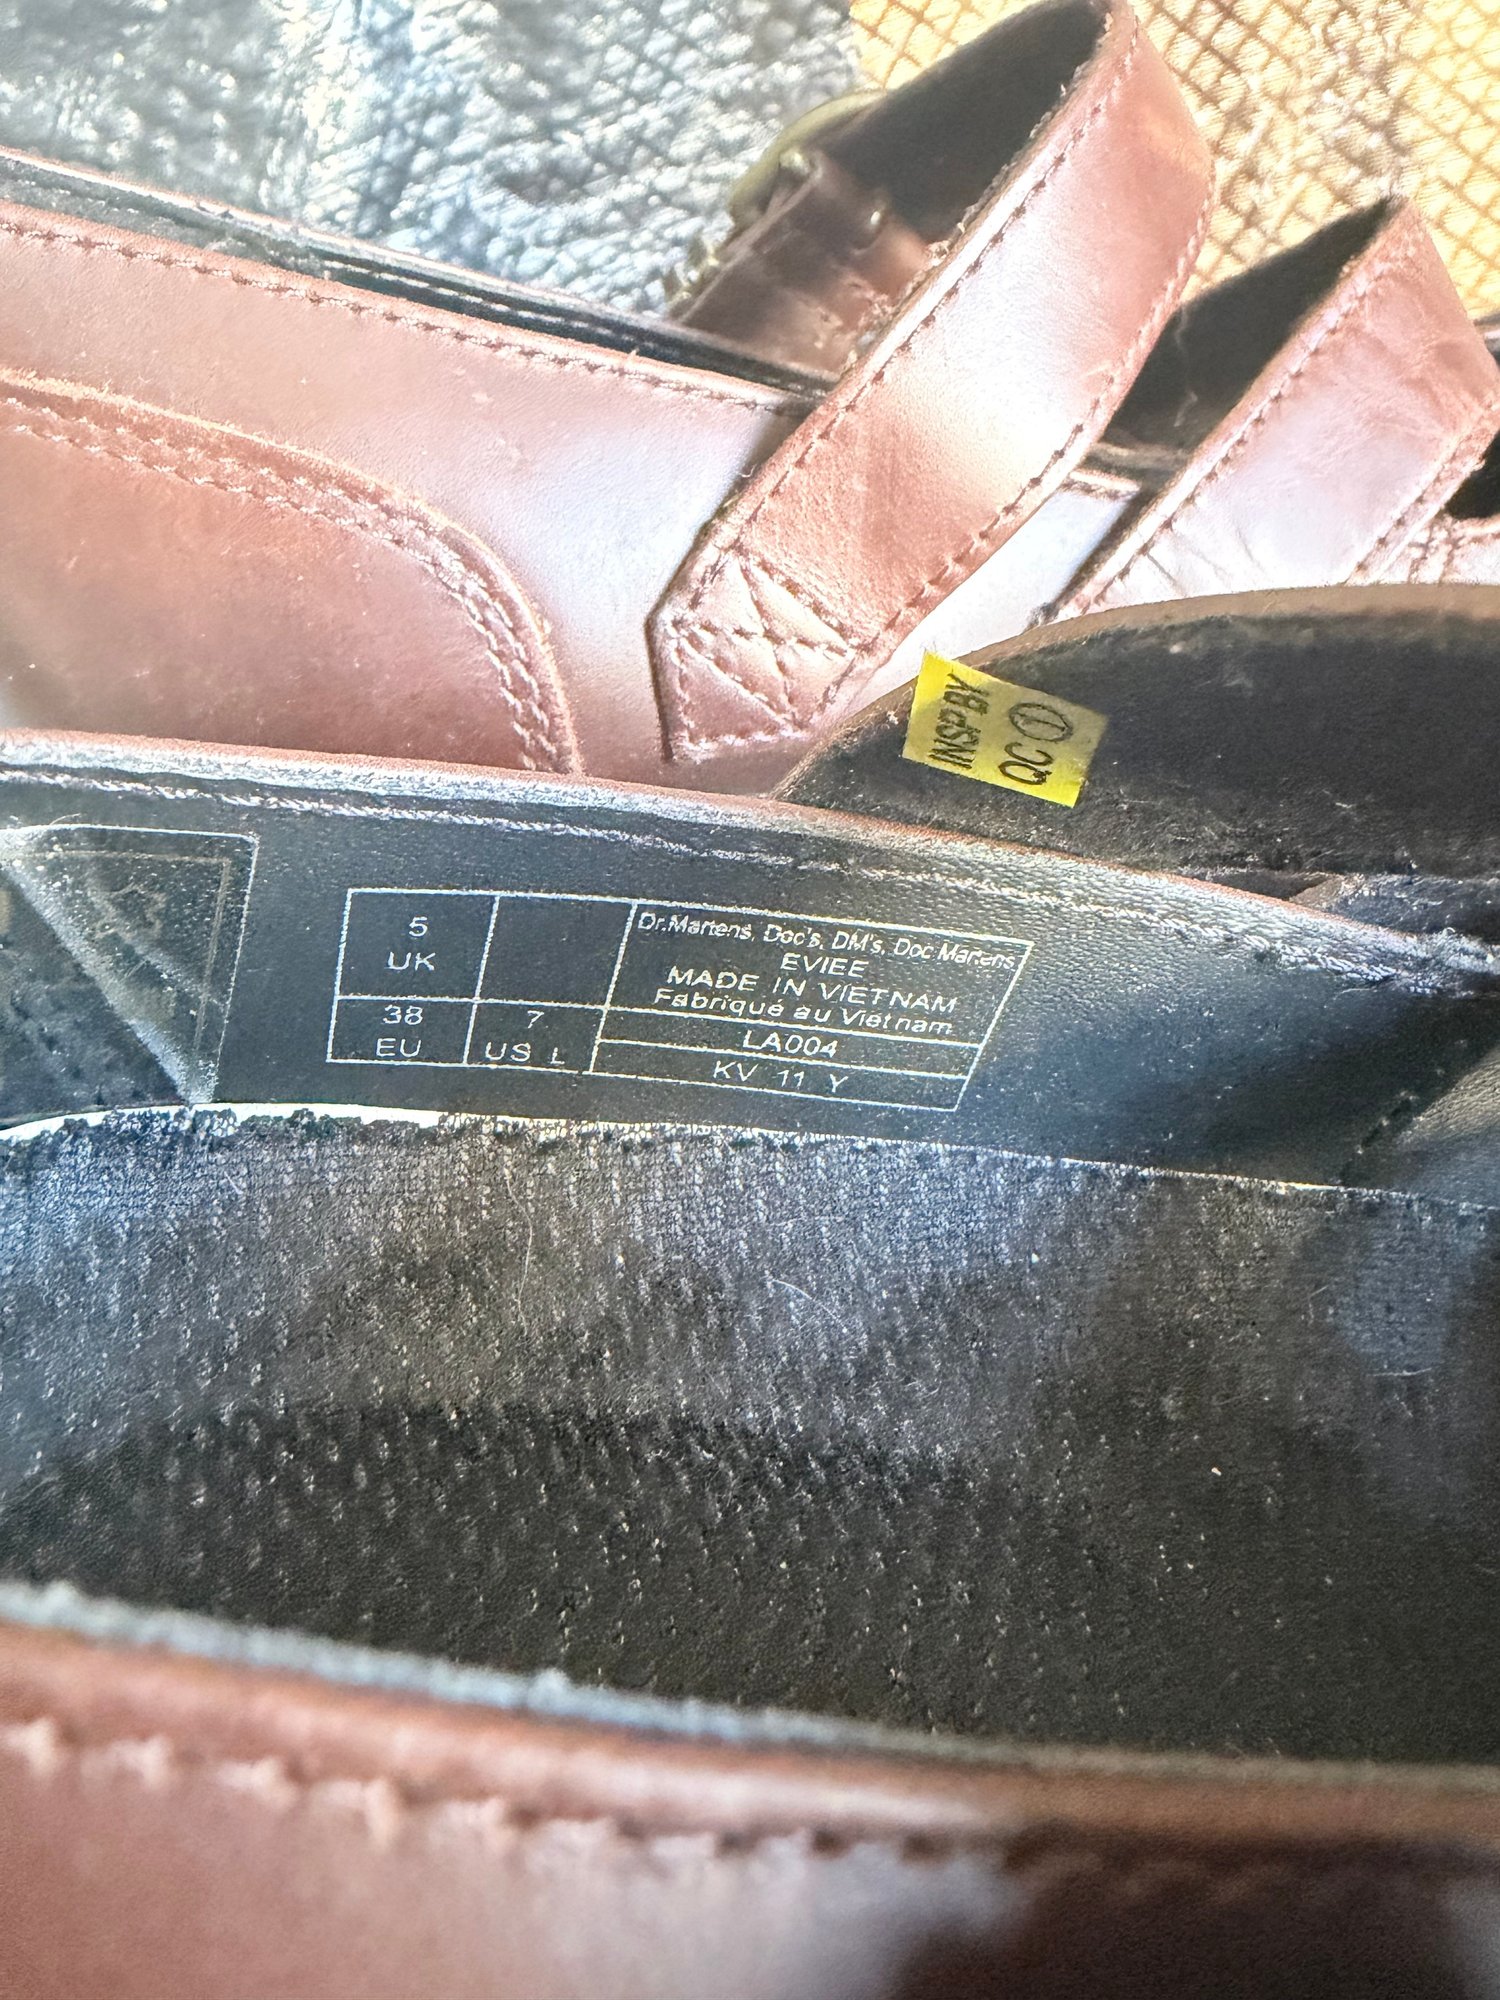 INSP BY
QC 1
5
UK
38
EU
7
US L
Dr.Martens, Doc's, DM's, Doc Martens
EVIEE
MADE IN VIETNAM
Fabriqué au Vietnam
LA004
KV 11 Y